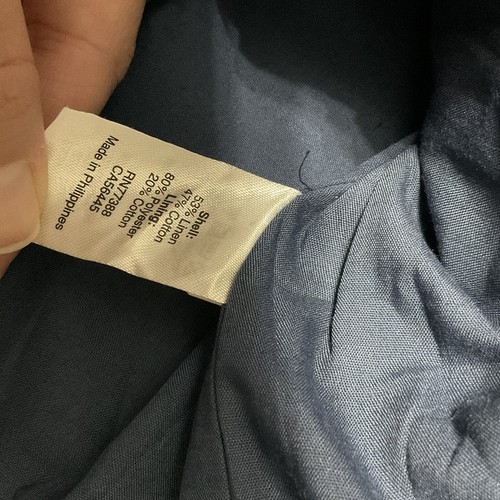 Shell:
53% Linen
47% Cotton
Lining:
80% Polyester
20% Cotton
RN77388
CA56445
Made in Philippines